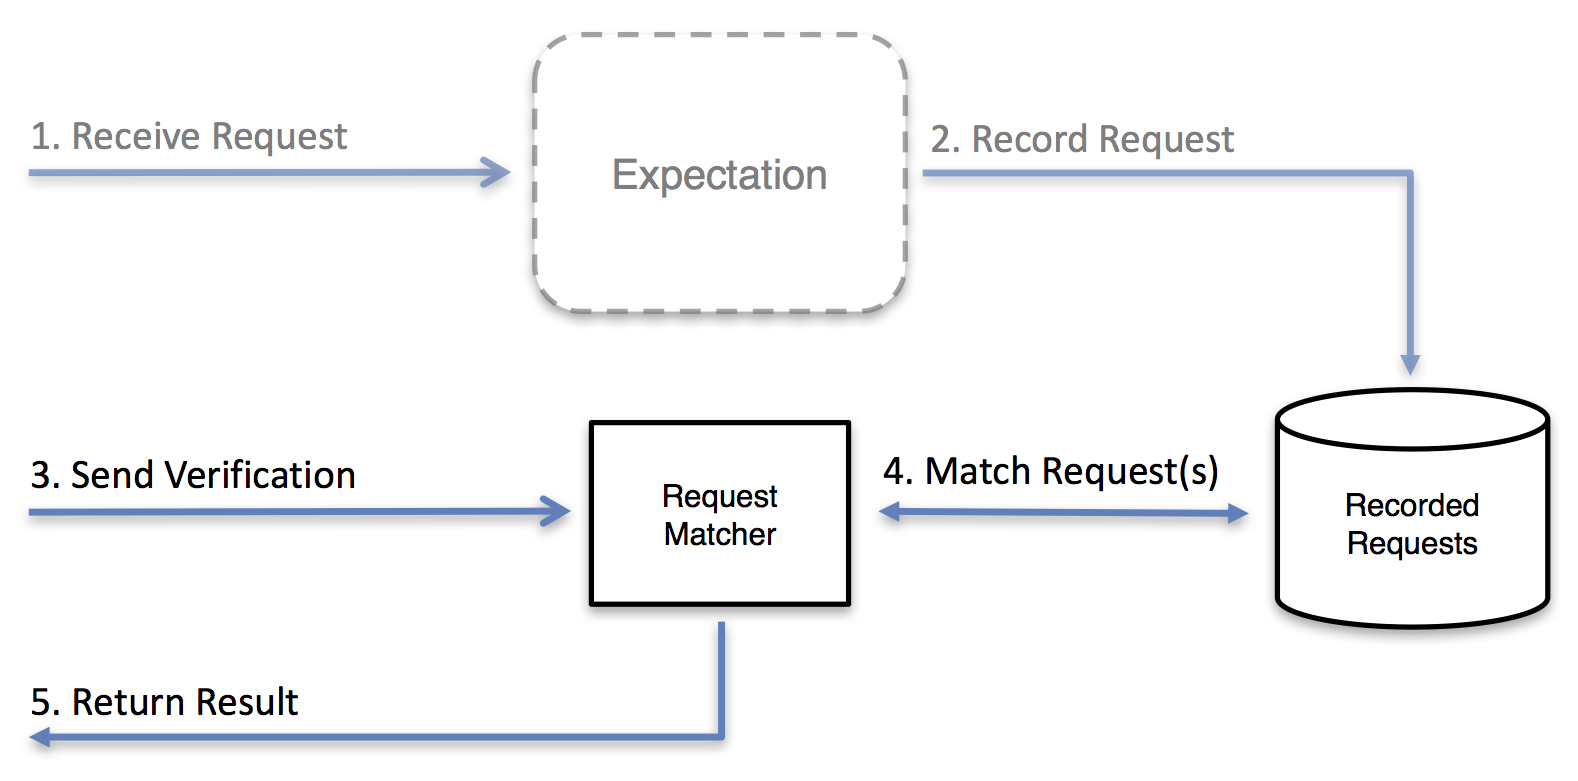 1. Receive Request
2. Record Request
Expectation
3. Send Verification
4. Match Request(s)
Request
Matcher
Recorded
Requests
5. Return Result